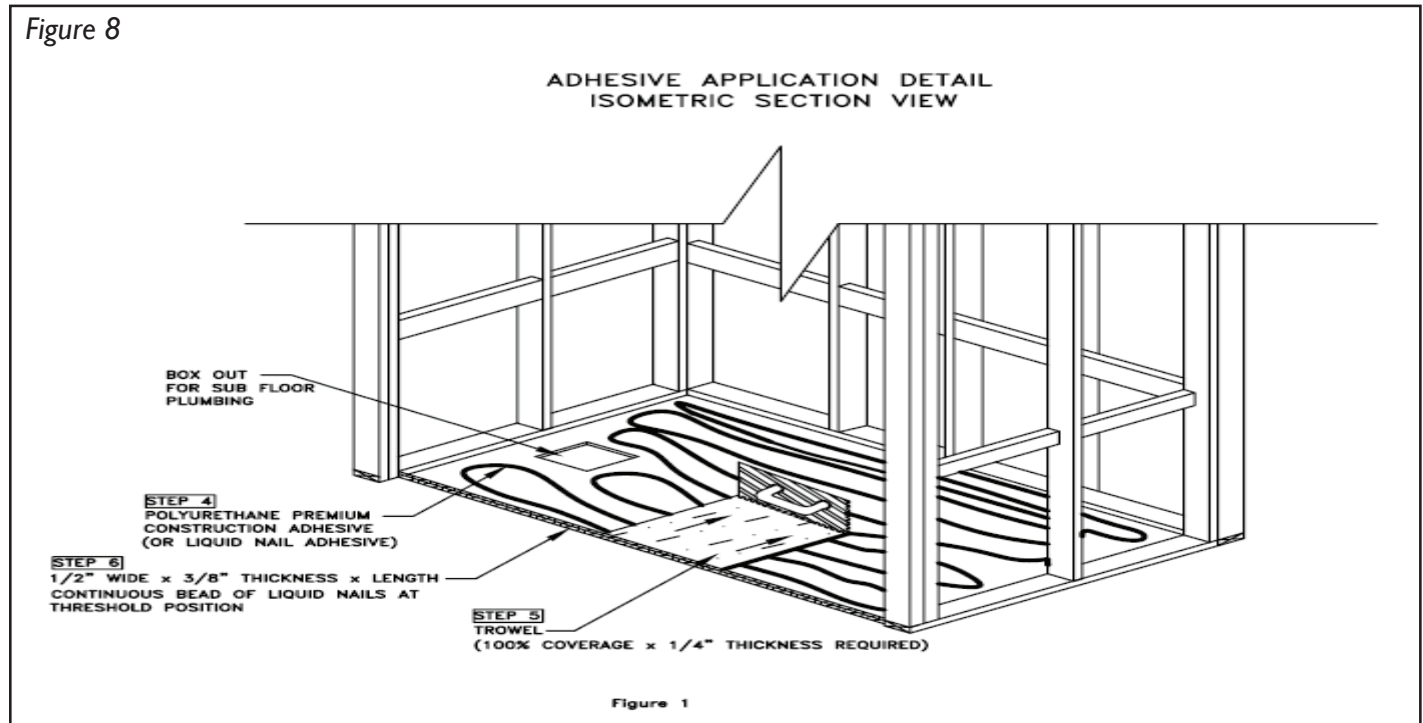 Figure 8
ADHESIVE APPLICATION DETAIL
ISOMETRIC SECTION VIEW
BOX OUT
FOR SUB FLOOR
PLUMBING
STEP 4
POLYURETHANE PREMIUM
CONSTRUCTION ADHESIVE
(OR LIQUID NAIL ADHESIVE)
STEP 6
1/2" WIDE x 3/8" THICKNESS x LENGTH
CONTINUOUS BEAD OF LIQUID NAILS AT
THRESHOLD POSITION
STEP 5
TROWEL
(100% COVERAGE x 1/4" THICKNESS REQUIRED)
Figure 1